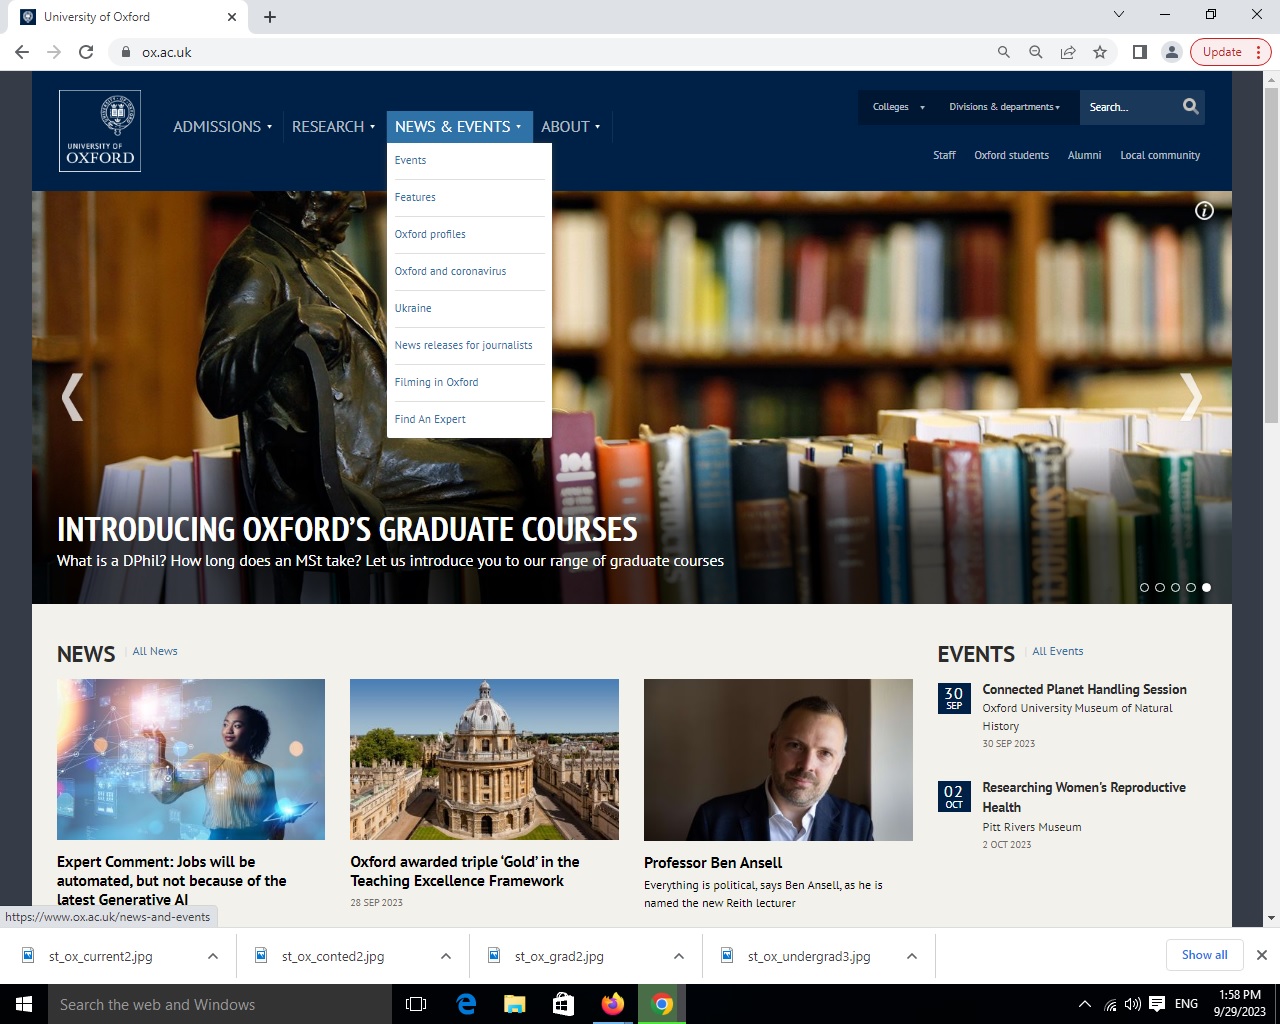 University of Oxford
ox.ac.uk
Update
UNIVERSITY OF
OXFORD
ADMISSIONS
RESEARCH
NEWS & EVENTS
ABOUT
Colleges
Divisions & departments
Search...
Staff
Oxford students
Alumni
Local community
Events
Features
Oxford profiles
Oxford and coronavirus
Ukraine
News releases for journalists
Filming in Oxford
Find An Expert
INTRODUCING OXFORD'S GRADUATE COURSES
What is a DPhil? How long does an MSt take? Let us introduce you to our range of graduate courses
NEWS
All News
Expert Comment: Jobs will be
automated, but not because of the
latest Generative AI
Oxford awarded triple ‘Gold’ in the
Teaching Excellence Framework
28 SEP 2023
Professor Ben Ansell
Everything is political, says Ben Ansell, as he is
named the new Reith lecturer
EVENTS
All Events
30
SEP
Connected Planet Handling Session
Oxford University Museum of Natural
History
30 SEP 2023
02
OCT
Researching Women's Reproductive
Health
Pitt Rivers Museum
2 OCT 2023
https://www.ox.ac.uk/news-and-events
st_ox_current2.jpg
st_ox_conted2.jpg
st_ox_grad2.jpg
st_ox_undergrad3.jpg
Show all
Search the web and Windows
ENG
1:58 PM
9/29/2023